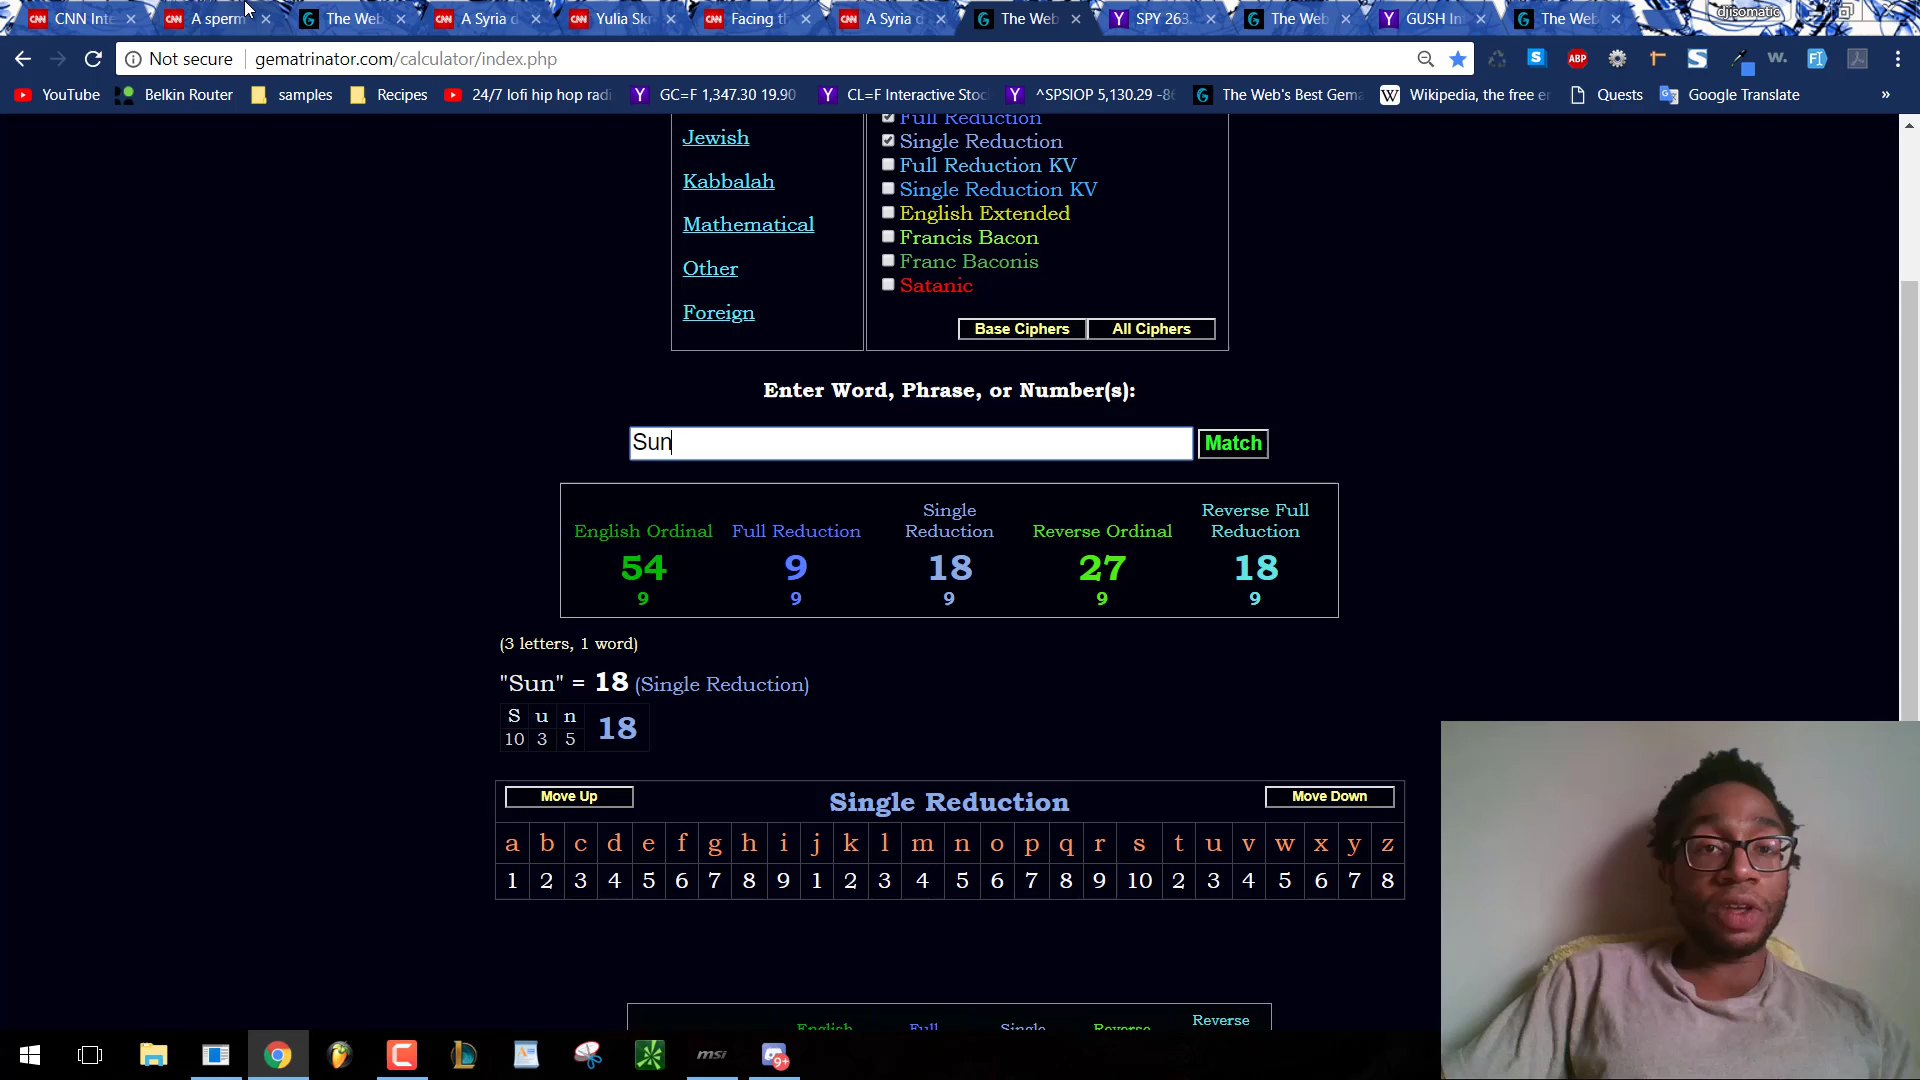 CNN Inte
A sperm
The Web
A Syria d
Yulia Skr
Facing th
A Syria d
The Web
SPY 263.
The Web
GUSH In
The Web
djisomatic
Not secure
gematrinator.com/calculator/index.php
YouTube
Belkin Router
samples
Recipes
24/7 lofi hip hop radi
GC=F 1,347.30 19.90
CL=F Interactive Stoc
^SPSIOP 5,130.29 -86
The Web's Best Gema
Wikipedia, the free e
Quests
Google Translate
»
Jewish
Kabbalah
Mathematical
Other
Foreign
Full Reduction
Single Reduction
Full Reduction KV
Single Reduction KV
English Extended
Francis Bacon
Franc Baconis
Satanic
Base Ciphers
All Ciphers
Enter Word, Phrase, or Number(s):
Sun
Match
English Ordinal
54
9
Full Reduction
9
9
Single
Reduction
18
9
Reverse Ordinal
27
9
Reverse Full
Reduction
18
9
(3 letters, 1 word)
"Sun" = 18 (Single Reduction)
S u n
10 3 5
18
Move Up
Single Reduction
Move Down
a b c d e f g h i j k l m n o p q r s t u v w x y z
1 2 3 4 5 6 7 8 9 1 2 3 4 5 6 7 8 9 10 2 3 4 5 6 7 8
English
Full
Single
Reverse
Reverse
msi
9+